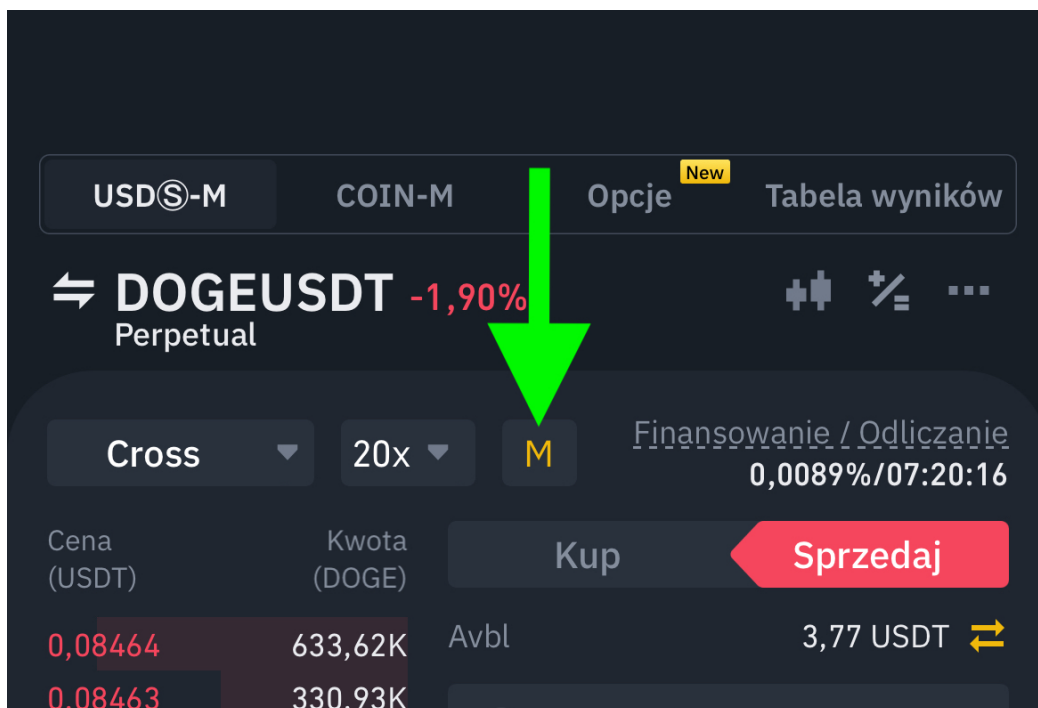 USDⓈ-M COIN-M Opcje New Tabela wyników
DOGEUSDT -1,90%
Perpetual
Cross 20x M Finansowanie / Odliczanie
0,0089%/07:20:16
Cena Kwota Kup Sprzedaj
(USDT) (DOGE)
0,08464 633,62K Avbl 3,77 USDT
0,08463 330,93K